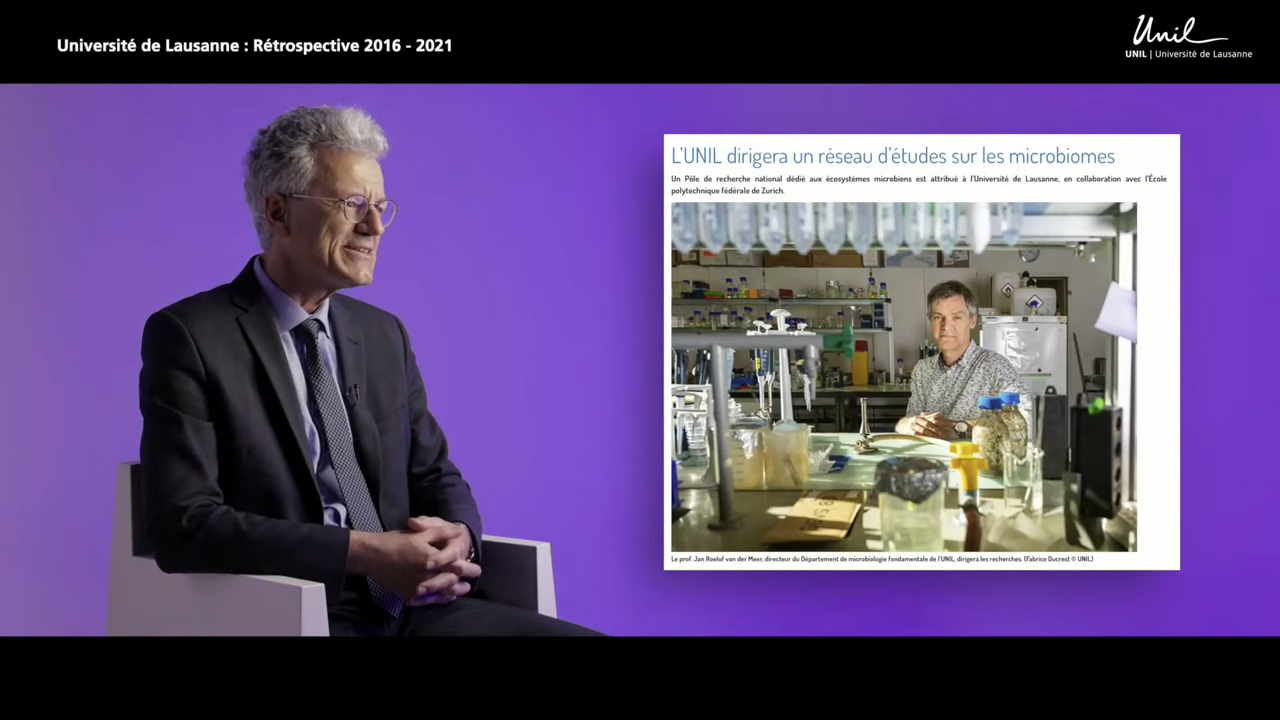 Université de Lausanne : Rétrospective 2016 - 2021
Unil
UNIL | Université de Lausanne
L'UNIL dirigera un réseau d'études sur les microbiomes
Un Pôle de recherche national dédié aux écosystèmes microbiens est attribué à l'Université de Lausanne, en collaboration avec l'École
polytechnique fédérale de Zurich.
Le prof. Jan Roelof van der Meer, directeur du Département de microbiologie fondamentale de l'UNIL, dirigera les recherches. (Fabrice Ducrest © UNIL)